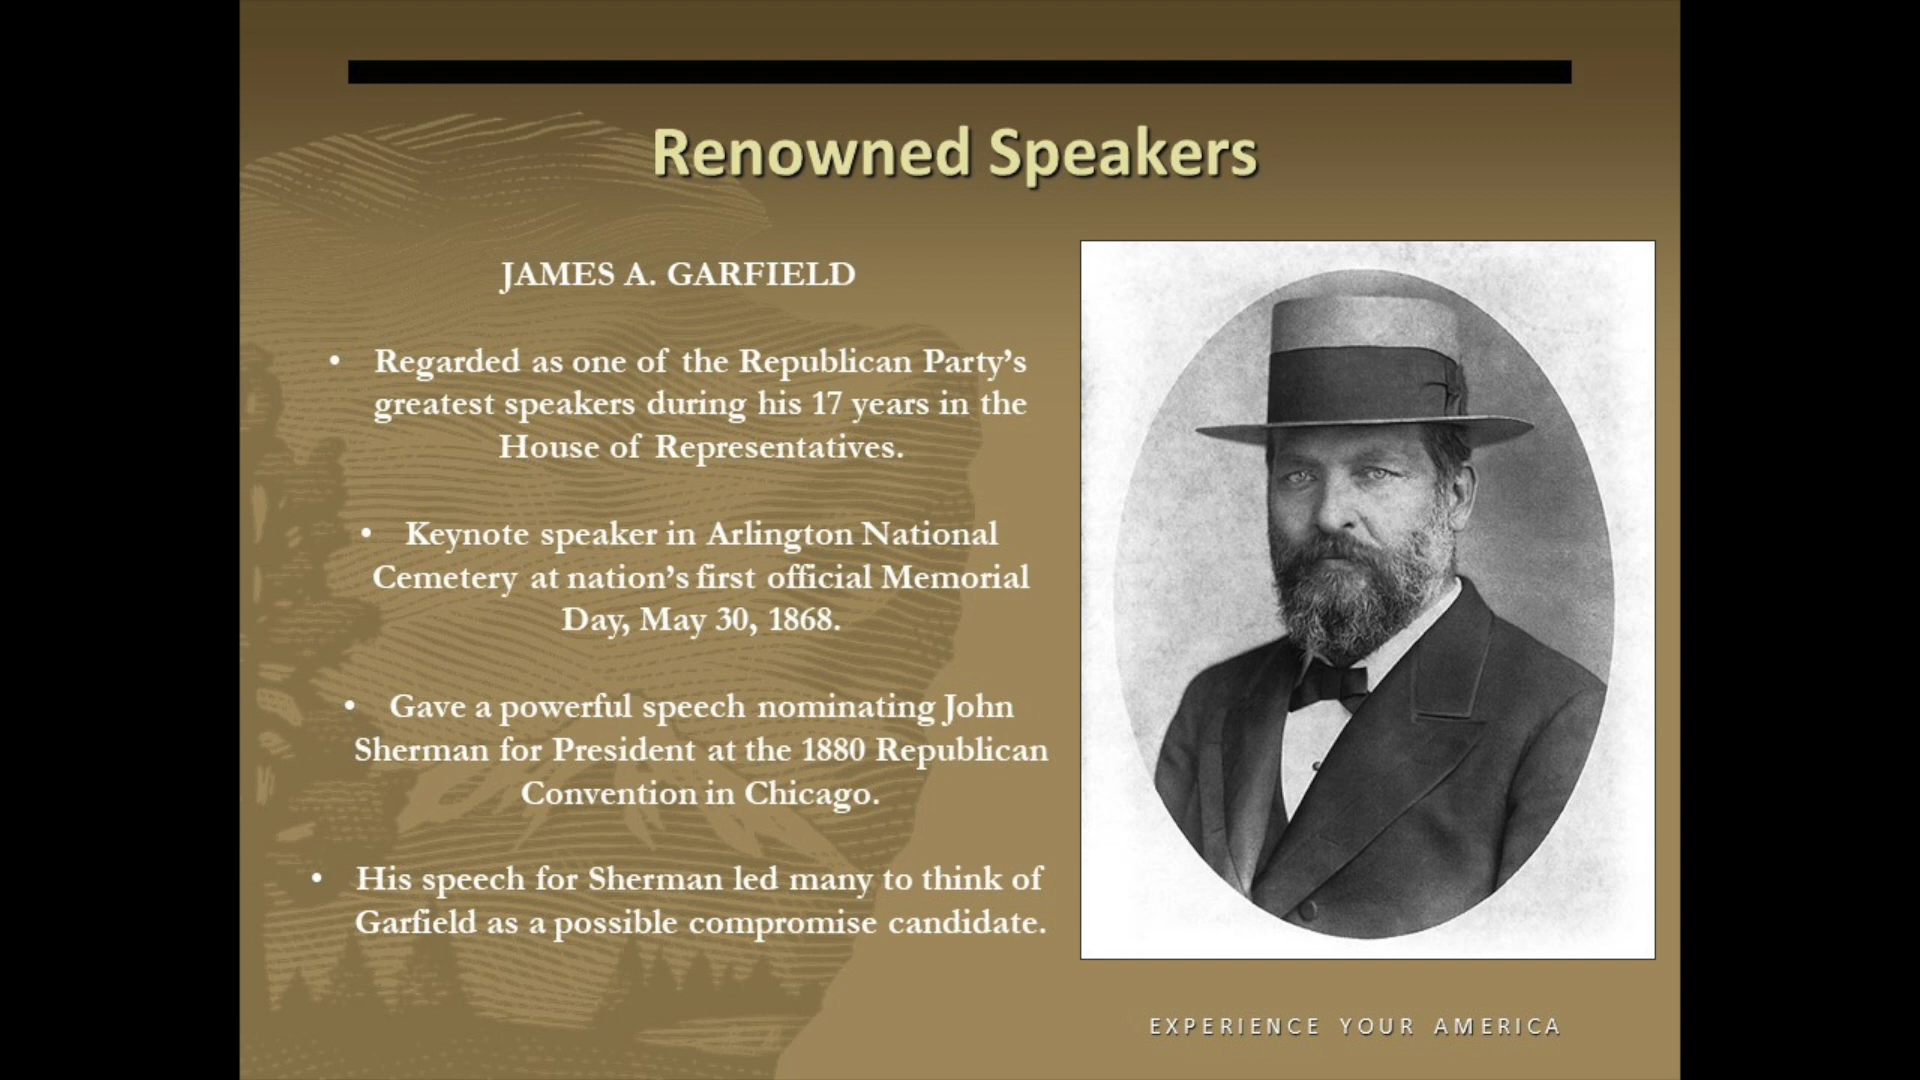 Renowned Speakers
JAMES A. GARFIELD
• Regarded as one of the Republican Party’s
greatest speakers during his 17 years in the
House of Representatives.
• Keynote speaker in Arlington National
Cemetery at nation’s first official Memorial
Day, May 30, 1868.
• Gave a powerful speech nominating John
Sherman for President at the 1880 Republican
Convention in Chicago.
• His speech for Sherman led many to think of
Garfield as a possible compromise candidate.
EXPERIENCE YOUR AMERICA